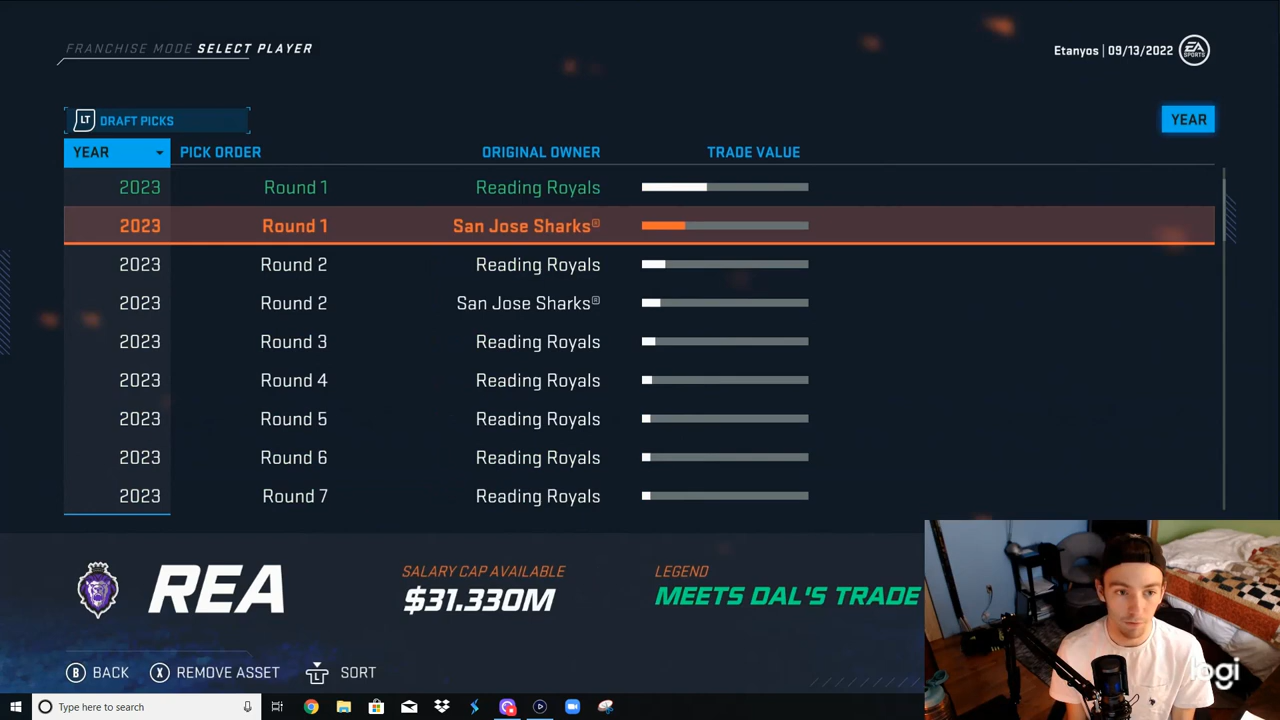 FRANCHISE MODE SELECT PLAYER
Etanyos | 09/13/2022 EA SPORTS
LT DRAFT PICKS
YEAR
YEAR PICK ORDER ORIGINAL OWNER TRADE VALUE
2023 Round 1 Reading Royals
2023 Round 1 San Jose Sharks®
2023 Round 2 Reading Royals
2023 Round 2 San Jose Sharks®
2023 Round 3 Reading Royals
2023 Round 4 Reading Royals
2023 Round 5 Reading Royals
2023 Round 6 Reading Royals
2023 Round 7 Reading Royals
REA
SALARY CAP AVAILABLE
$31.330M
LEGEND
MEETS DAL'S TRADE
B BACK X REMOVE ASSET L SORT
logi
Type here to search